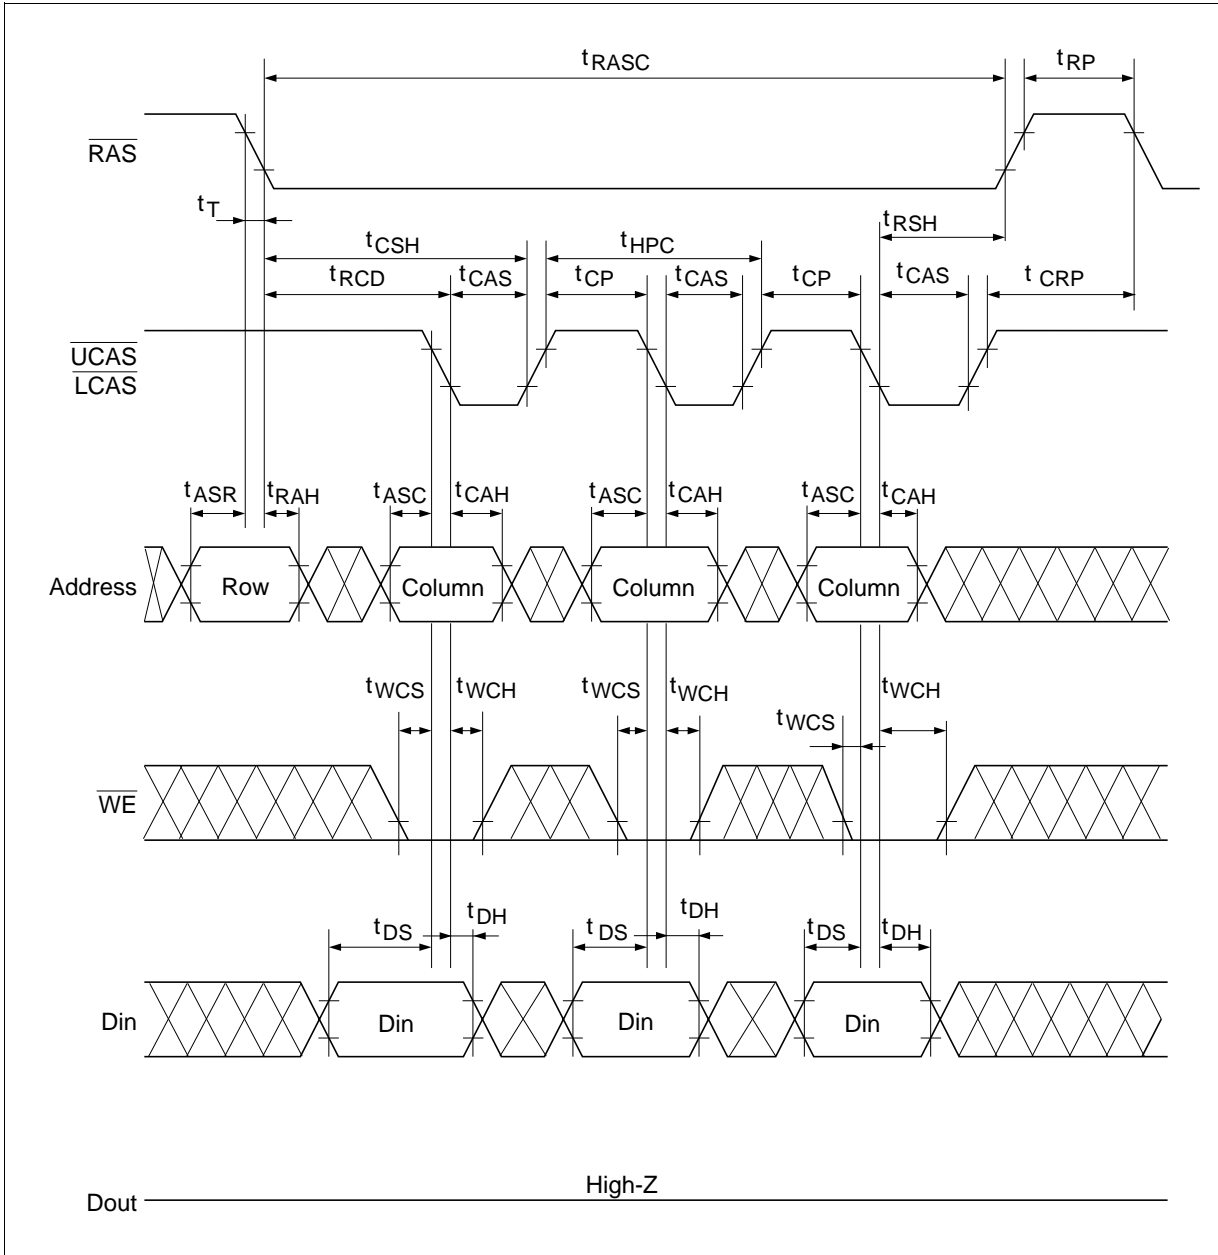 tRASC tRP
RAS
tT tRSH
tCSH tHPC
tRCD tCAS tCP tCAS tCP tCAS tCRP
UCAS
LCAS
tASR tRAH tASC tCAH tASC tCAH tASC tCAH
Address Row Column Column Column
tWCS tWCH tWCS tWCH tWCS tWCH
WE
tDS tDH tDS tDH tDS tDH
Din Din Din Din
High-Z
Dout